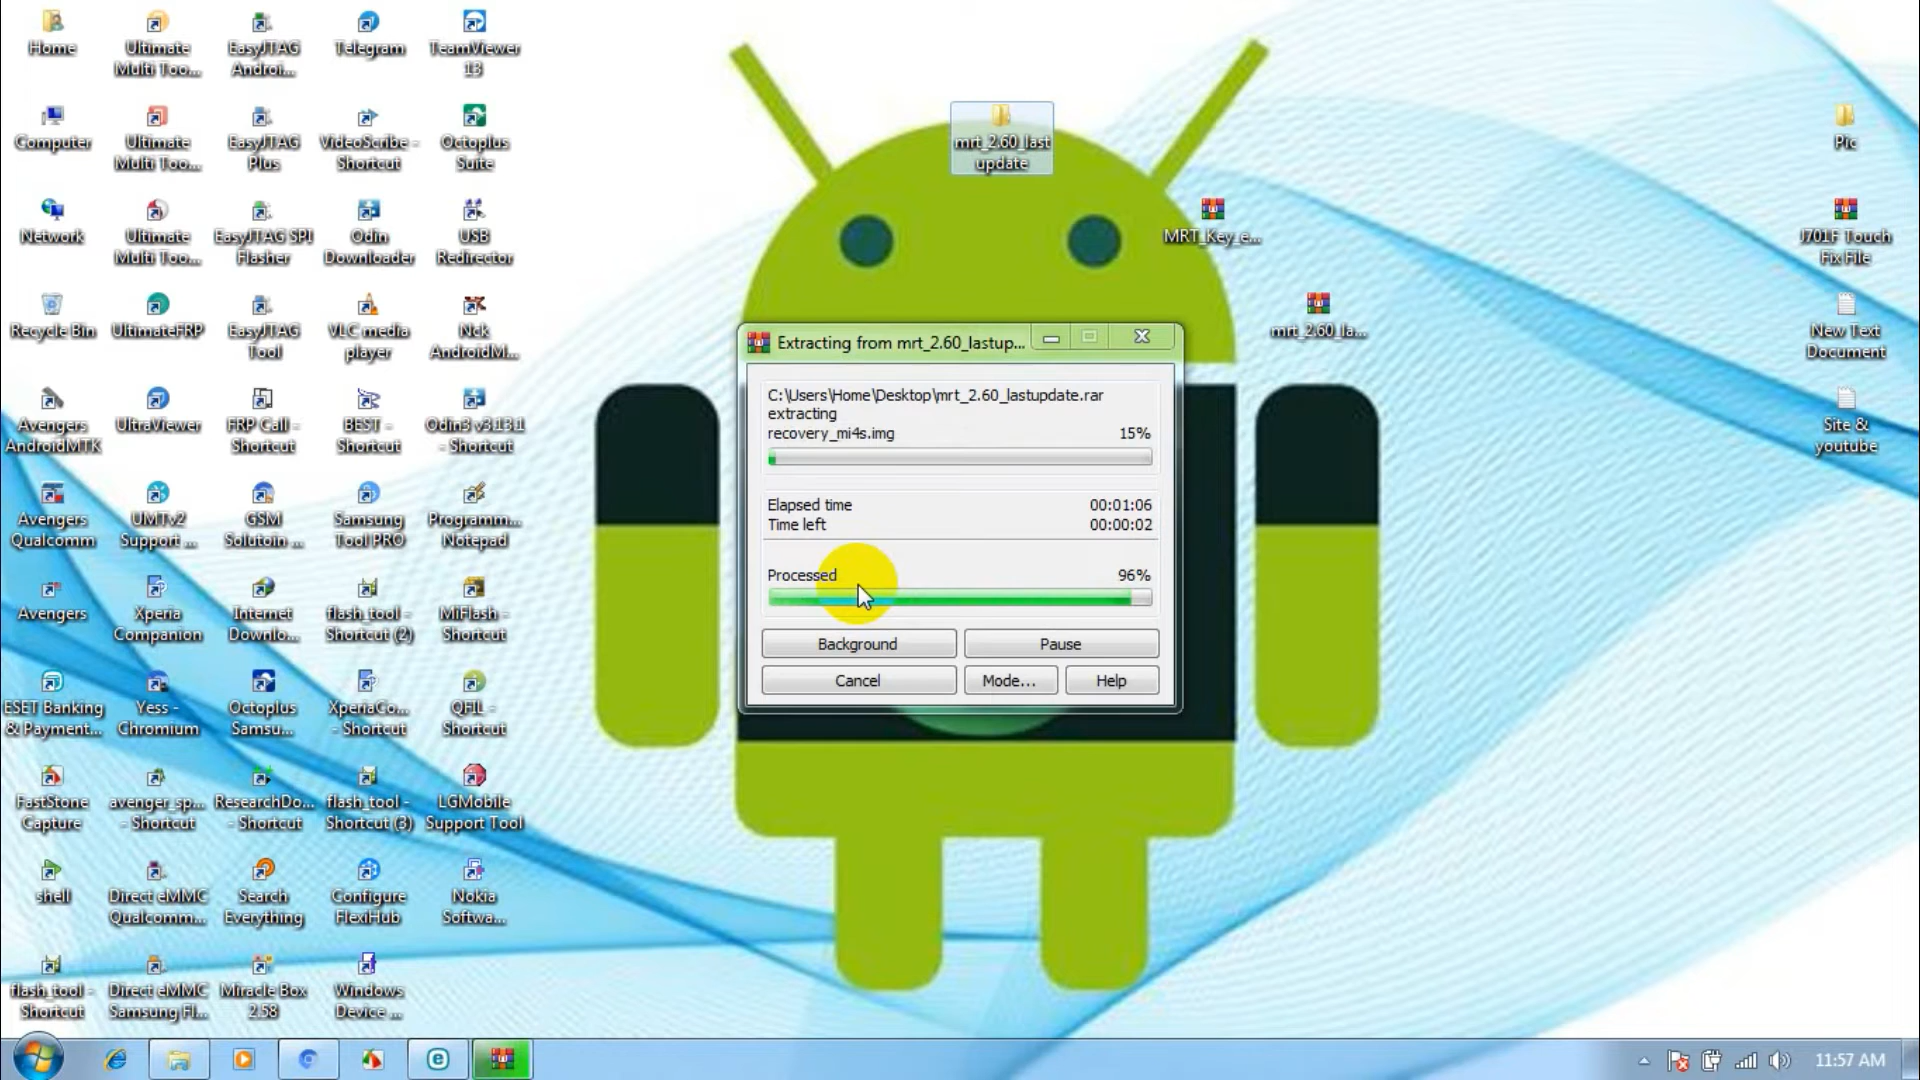 Home
Ultimate
Multi Too...
EasyJTAG
Androi...
Telegram
TeamViewer
13
Computer
Ultimate
Multi Too...
EasyJTAG
Plus
VideoScribe -
Shortcut
Octoplus
Suite
Network
Ultimate
Multi Too...
EasyJTAG SPI
Flasher
Odin
Downloader
USB
Redirector
Recycle Bin
UltimateFRP
EasyJTAG
Tool
VLC media
player
Nck
AndroidM...
Avengers
AndroidMTK
UltraViewer
FRP Call -
Shortcut
BEST -
Shortcut
Odin3 v3.13.1
- Shortcut
Avengers
Qualcomm
UMTv2
Support ...
GSM
Solutoin ...
Samsung
Tool PRO
Programm...
Notepad
Avengers
Xperia
Companion
Internet
Downlo...
flash_tool -
Shortcut (2)
MiFlash -
Shortcut
ESET Banking
& Payment...
Yess -
Chromium
Octoplus
Samsu...
XperiaCo...
- Shortcut
QFIL -
Shortcut
FastStone
Capture
avenger_sp...
- Shortcut
ResearchDo...
- Shortcut
flash_tool -
Shortcut (3)
LGMobile
Support Tool
shell
Direct eMMC
Qualcomm...
Search
Everything
Configure
FlexiHub
Nokia
Softwa...
flash_tool -
Shortcut
Direct eMMC
Samsung Fl...
Miracle Box
2.58
Windows
Device ...
mrt_2.60_last
update
MRT_Key_e...
mrt_2.60_la...
Pic
J701F Touch
Fix File
New Text
Document
Site &
youtube
Extracting from mrt_2.60_lastup...
C:\Users\Home\Desktop\mrt_2.60_lastupdate.rar
extracting
recovery_mi4s.img 15%
Elapsed time 00:01:06
Time left 00:00:02
Processed 96%
Background Pause
Cancel Mode... Help
11:57 AM